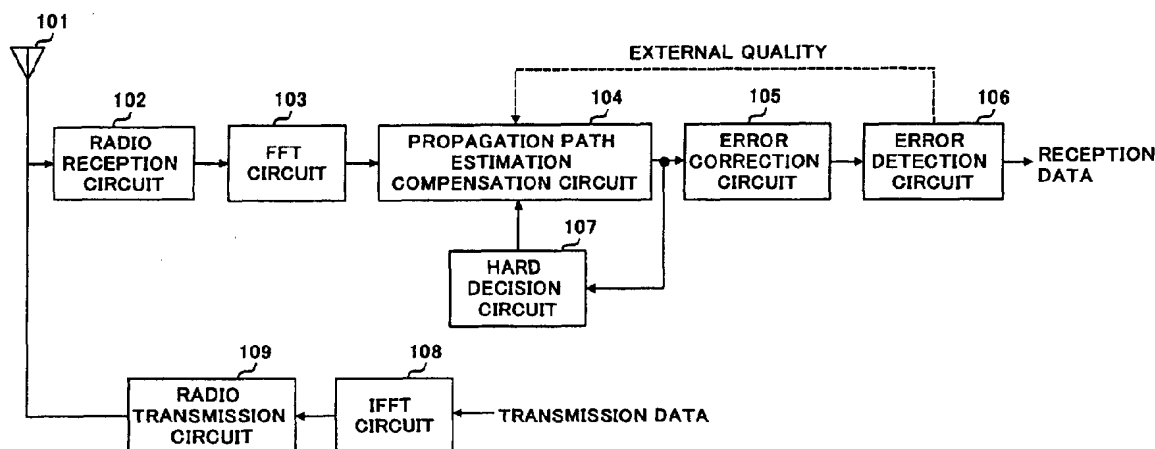 101
EXTERNAL QUALITY
102
RADIO
RECEPTION
CIRCUIT
103
FFT
CIRCUIT
104
PROPAGATION PATH
ESTIMATION
COMPENSATION CIRCUIT
105
ERROR
CORRECTION
CIRCUIT
106
ERROR
DETECTION
CIRCUIT
RECEPTION
DATA
107
HARD
DECISION
CIRCUIT
109
RADIO
TRANSMISSION
CIRCUIT
108
IFFT
CIRCUIT
TRANSMISSION DATA